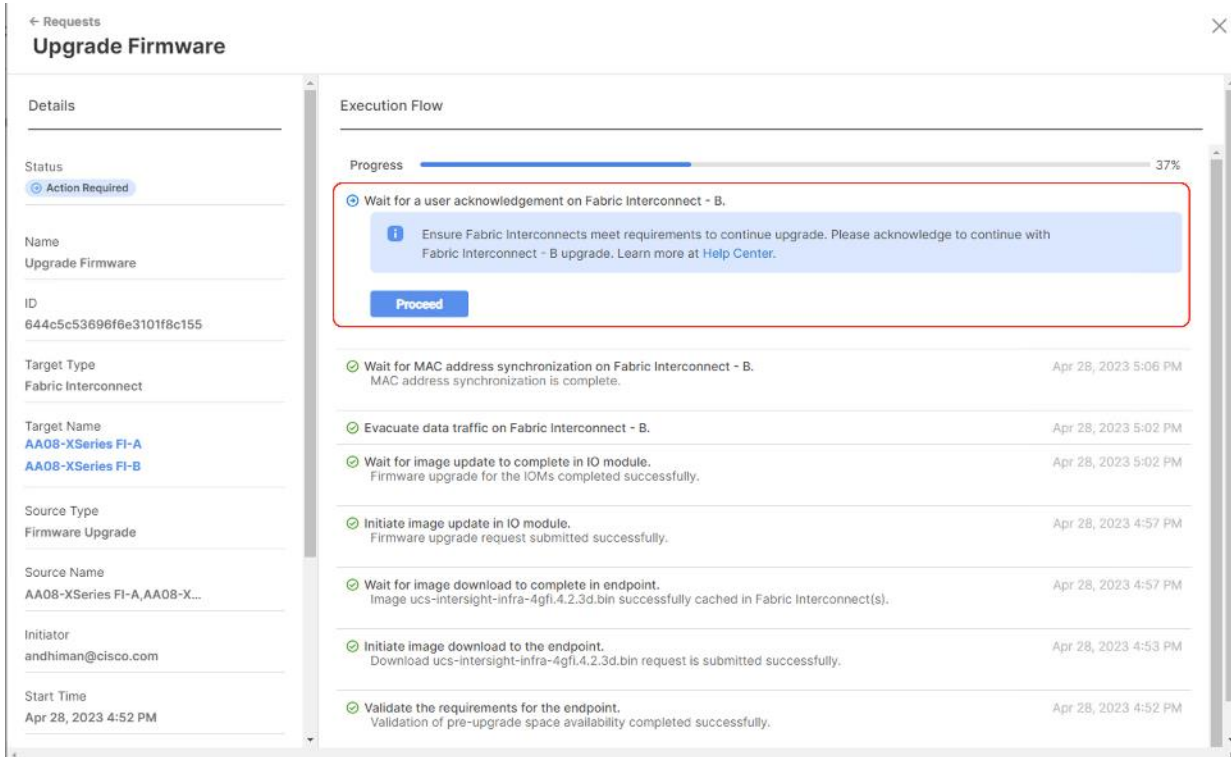 ← Requests
Upgrade Firmware
Details
Status
Action Required
Name
Upgrade Firmware
ID
644c5c53696f6e3101f8c155
Target Type
Fabric Interconnect
Target Name
AA08-XSeries FI-A
AA08-XSeries FI-B
Source Type
Firmware Upgrade
Source Name
AA08-XSeries FI-A,AA08-X...
Initiator
andhiman@cisco.com
Start Time
Apr 28, 2023 4:52 PM
Execution Flow
Progress 37%
Wait for a user acknowledgement on Fabric Interconnect - B.
Ensure Fabric Interconnects meet requirements to continue upgrade. Please acknowledge to continue with
Fabric Interconnect - B upgrade. Learn more at Help Center.
Proceed
Wait for MAC address synchronization on Fabric Interconnect - B. Apr 28, 2023 5:06 PM
MAC address synchronization is complete.
Evacuate data traffic on Fabric Interconnect - B. Apr 28, 2023 5:02 PM
Wait for image update to complete in IO module. Apr 28, 2023 5:02 PM
Firmware upgrade for the IOMs completed successfully.
Initiate image update in IO module. Apr 28, 2023 4:57 PM
Firmware upgrade request submitted successfully.
Wait for image download to complete in endpoint. Apr 28, 2023 4:57 PM
Image ucs-intersight-infra-4gfi.4.2.3d.bin successfully cached in Fabric Interconnect(s).
Initiate image download to the endpoint. Apr 28, 2023 4:53 PM
Download ucs-intersight-infra-4gfi.4.2.3d.bin request is submitted successfully.
Validate the requirements for the endpoint. Apr 28, 2023 4:52 PM
Validation of pre-upgrade space availability completed successfully.